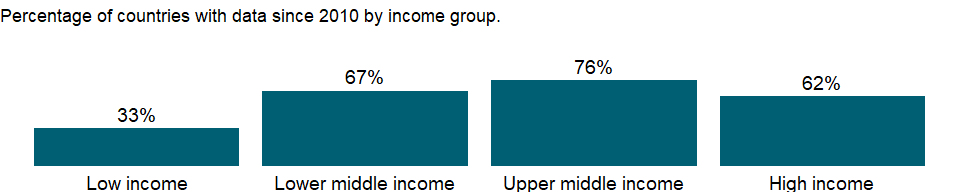 Percentage of countries with data since 2010 by income group.
76%
67%
62%
33%
Low income Lower middle income Upper middle income High income